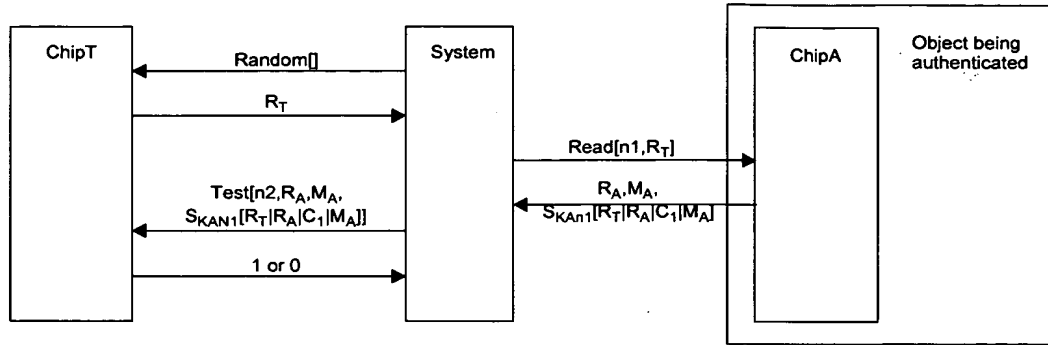 ChipT
System
ChipA
Object being
authenticated
Random[]
R_T
Read[n1,R_T]
Test[n2,R_A,M_A,
S_KAN1[R_T|R_A|C_1|M_A]]
R_A,M_A,
S_KAn1[R_T|R_A|C_1|M_A]
1 or 0